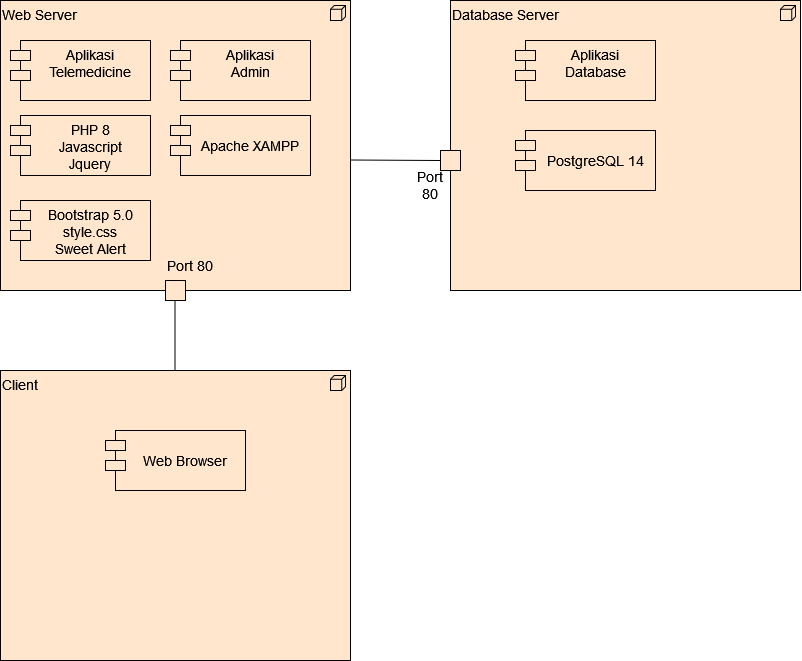 Web Server
Aplikasi
Telemedicine
Aplikasi
Admin
PHP 8
Javascript
Jquery
Apache XAMPP
Bootstrap 5.0
style.css
Sweet Alert
Port 80
Database Server
Aplikasi
Database
PostgreSQL 14
Port
80
Client
Web Browser